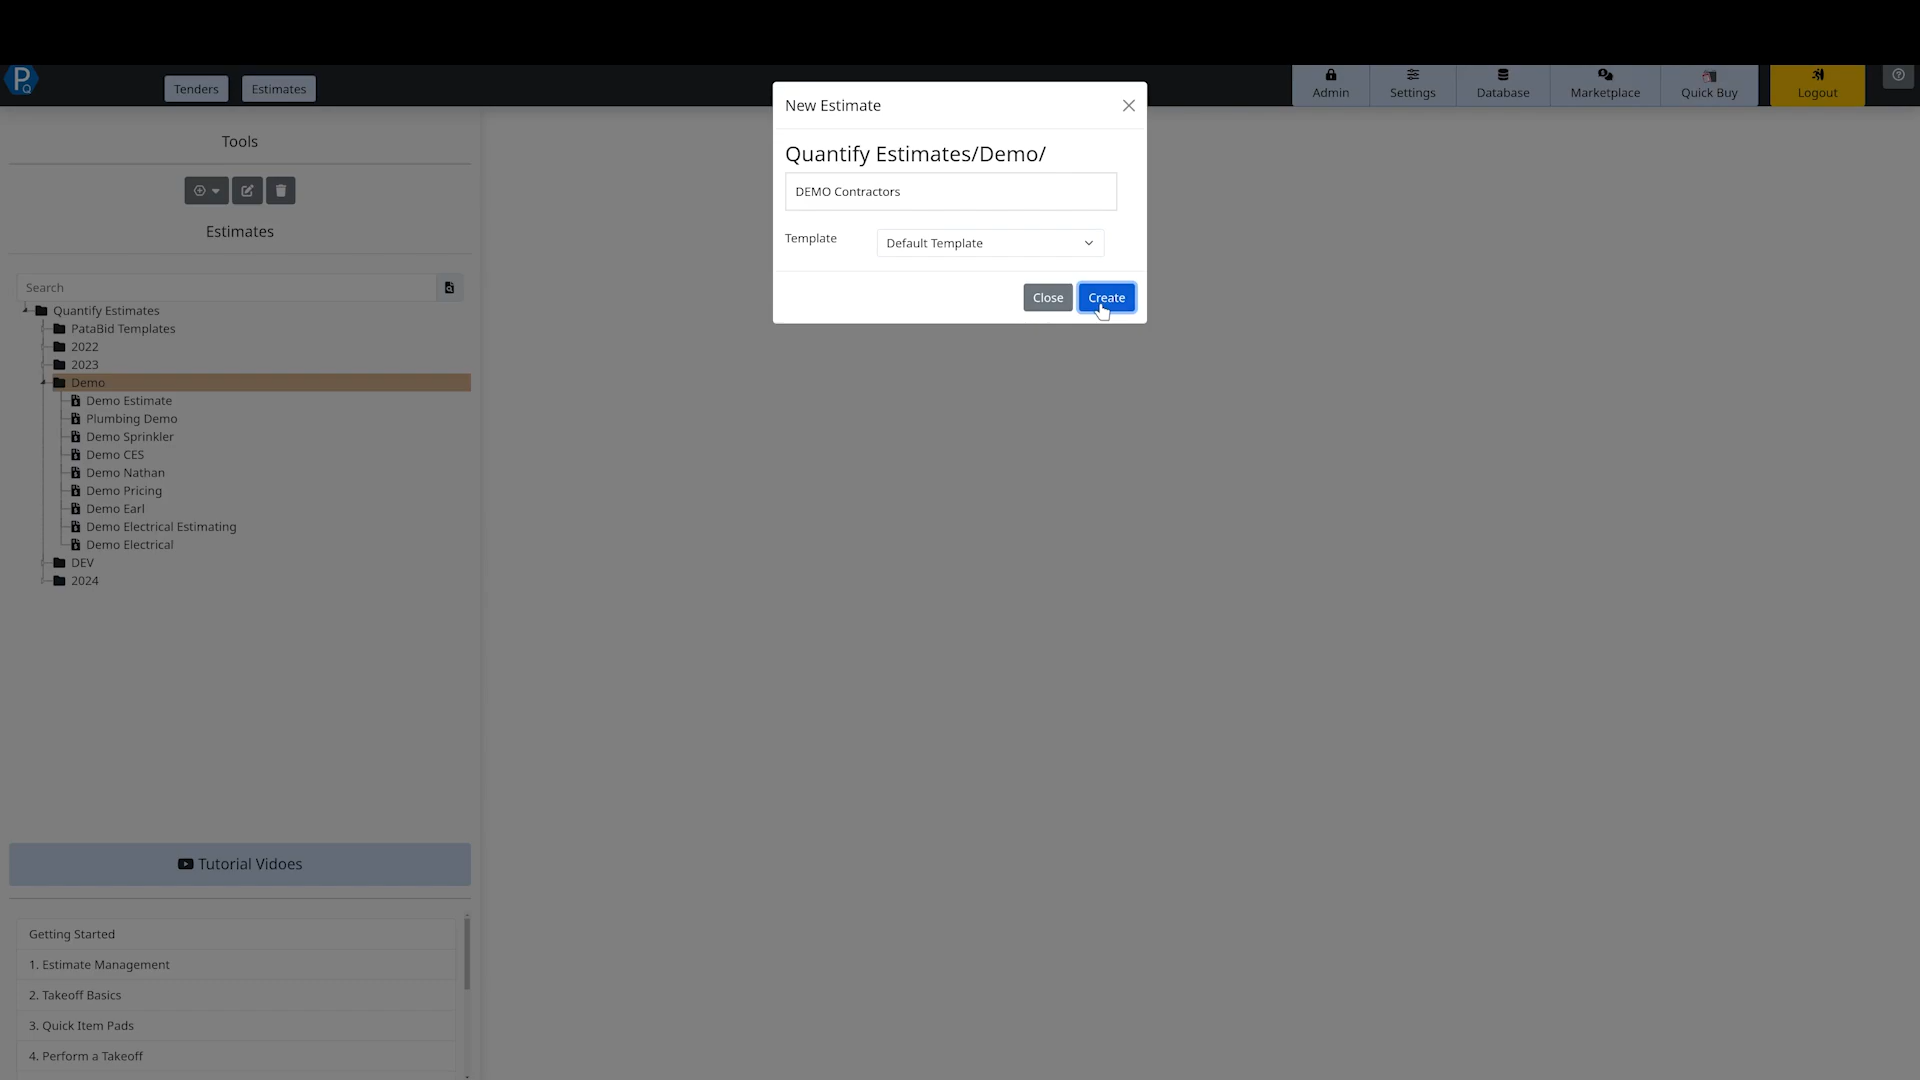 PQ
Tenders
Estimates
Admin
Settings
Database
Marketplace
Quick Buy
Logout
New Estimate
Quantify Estimates/Demo/
DEMO Contractors
Template
Default Template
Close
Create
Tools
Estimates
Search
Quantify Estimates
PataBid Templates
2022
2023
Demo
Demo Estimate
Plumbing Demo
Demo Sprinkler
Demo CES
Demo Nathan
Demo Pricing
Demo Earl
Demo Electrical Estimating
Demo Electrical
DEV
2024
Tutorial Vidoes
Getting Started
1. Estimate Management
2. Takeoff Basics
3. Quick Item Pads
4. Perform a Takeoff